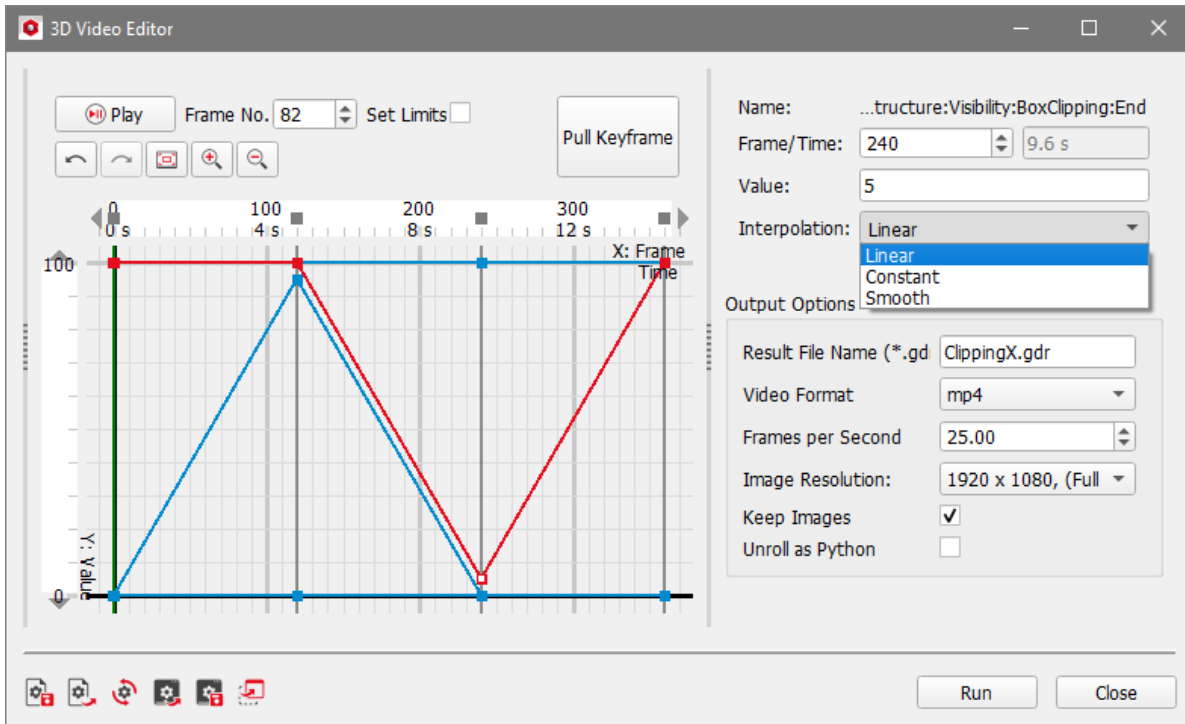 3D Video Editor
Play
Frame No. 82
Set Limits
Pull Keyframe
0 100 200 300
0 s 4 s 8 s 12 s
X: Frame
Time
100
Y: Value
0
Name: ...tructure:Visibility:BoxClipping:End
Frame/Time: 240 9.6 s
Value: 5
Interpolation: Linear
Linear
Constant
Smooth
Output Options
Result File Name (*.gd ClippingX.gdr
Video Format mp4
Frames per Second 25.00
Image Resolution: 1920 x 1080, (Full
Keep Images
Unroll as Python
Run Close